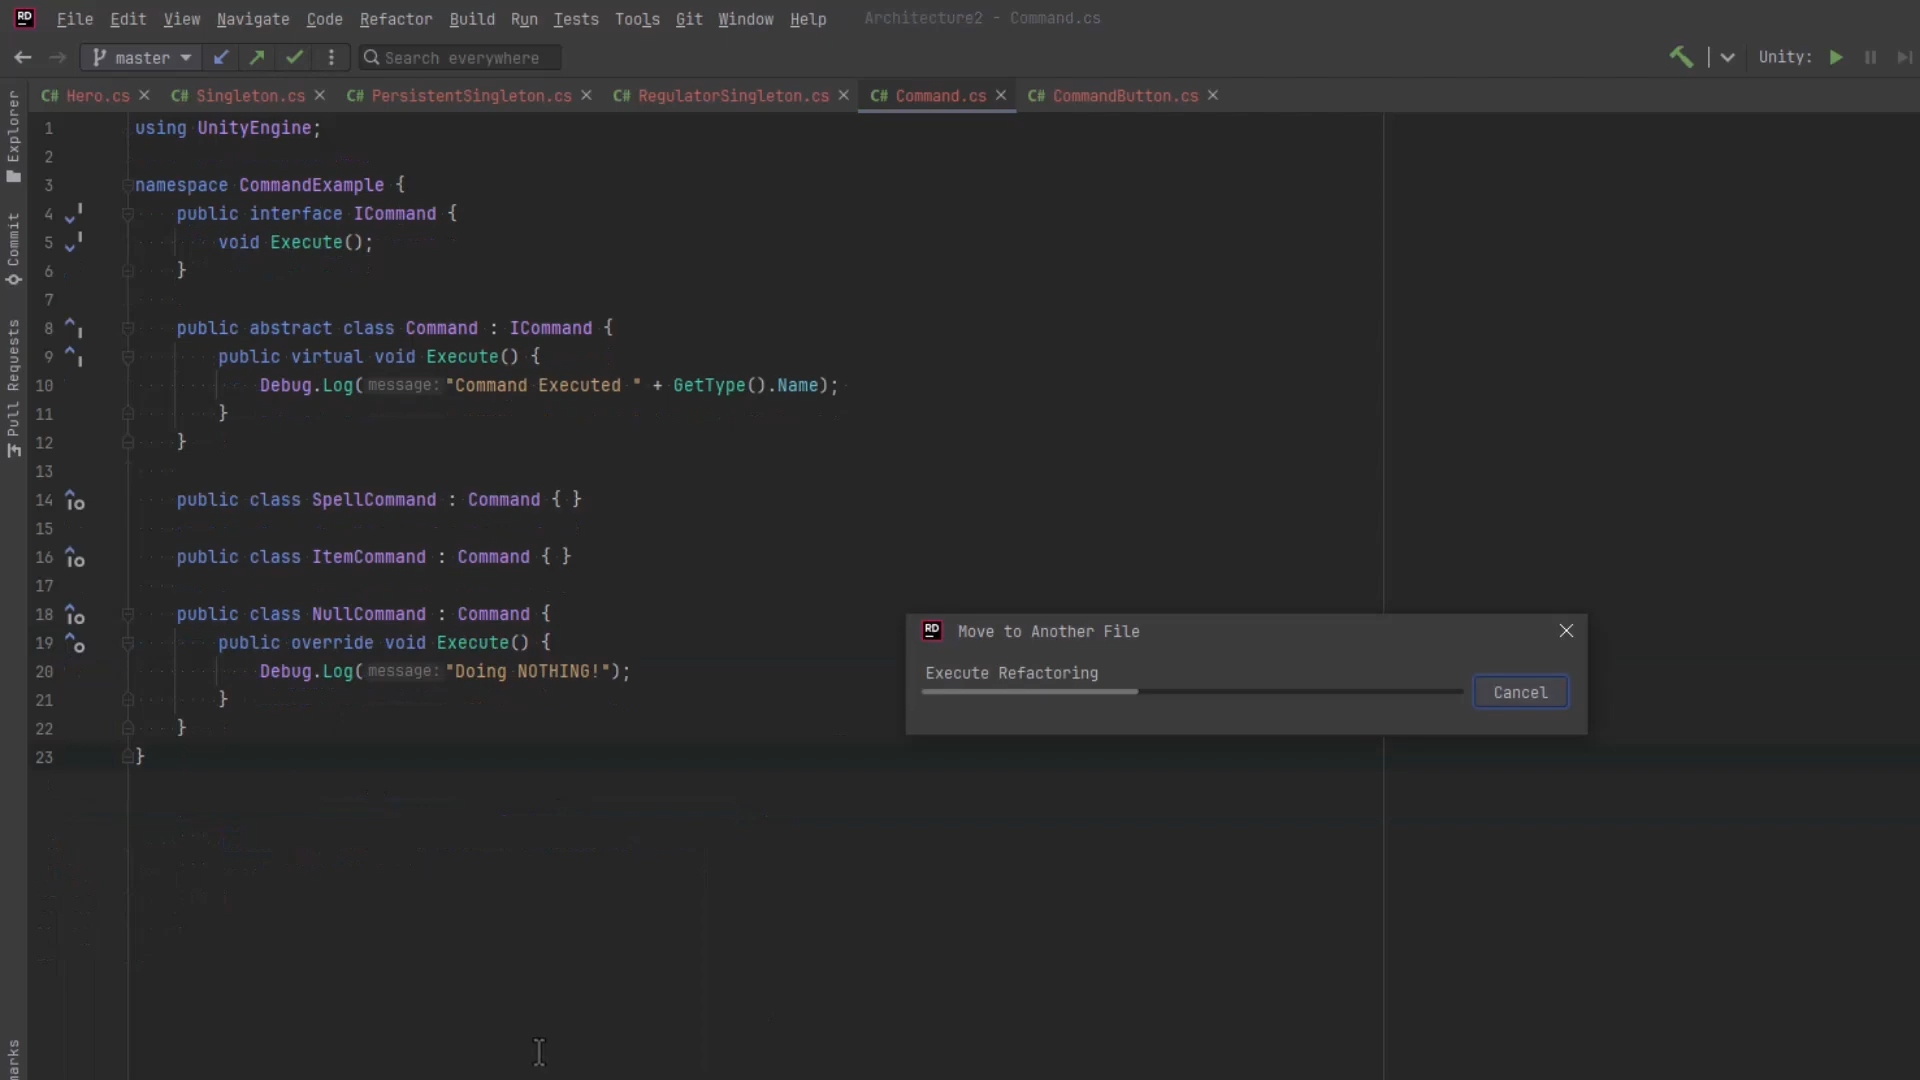 RD File Edit View Navigate Code Refactor Build Run Tests Tools Git Window Help Architecture2 - Command.cs
master Search everywhere Unity:
C# Hero.cs C# Singleton.cs C# PersistentSingleton.cs C# RegulatorSingleton.cs C# Command.cs C# CommandButton.cs
Explorer
Commit
Pull Requests
1 using UnityEngine;
2
3 namespace CommandExample {
4 public interface ICommand {
5 void Execute();
6 }
7
8 public abstract class Command : ICommand {
9 public virtual void Execute() {
10 Debug.Log( message: "Command Executed " + GetType().Name);
11 }
12 }
13
14 public class SpellCommand : Command { }
15
16 public class ItemCommand : Command { }
17
18 public class NullCommand : Command {
19 public override void Execute() {
20 Debug.Log( message: "Doing NOTHING!");
21 }
22 }
23 }
RD Move to Another File
Execute Refactoring
Cancel
marks